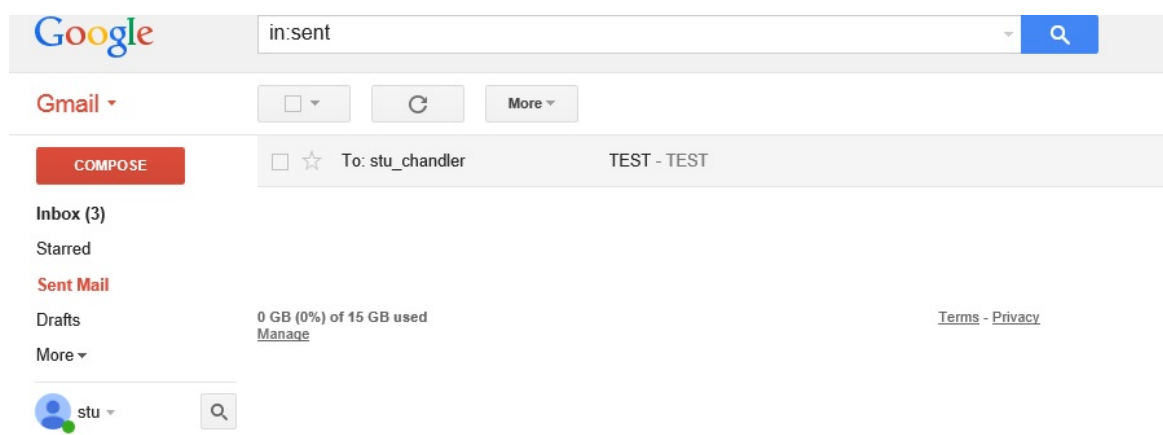 Google in:sent
Gmail More
COMPOSE To: stu_chandler TEST - TEST
Inbox (3)
Starred
Sent Mail
Drafts 0 GB (0%) of 15 GB used Terms - Privacy
Manage
More
stu